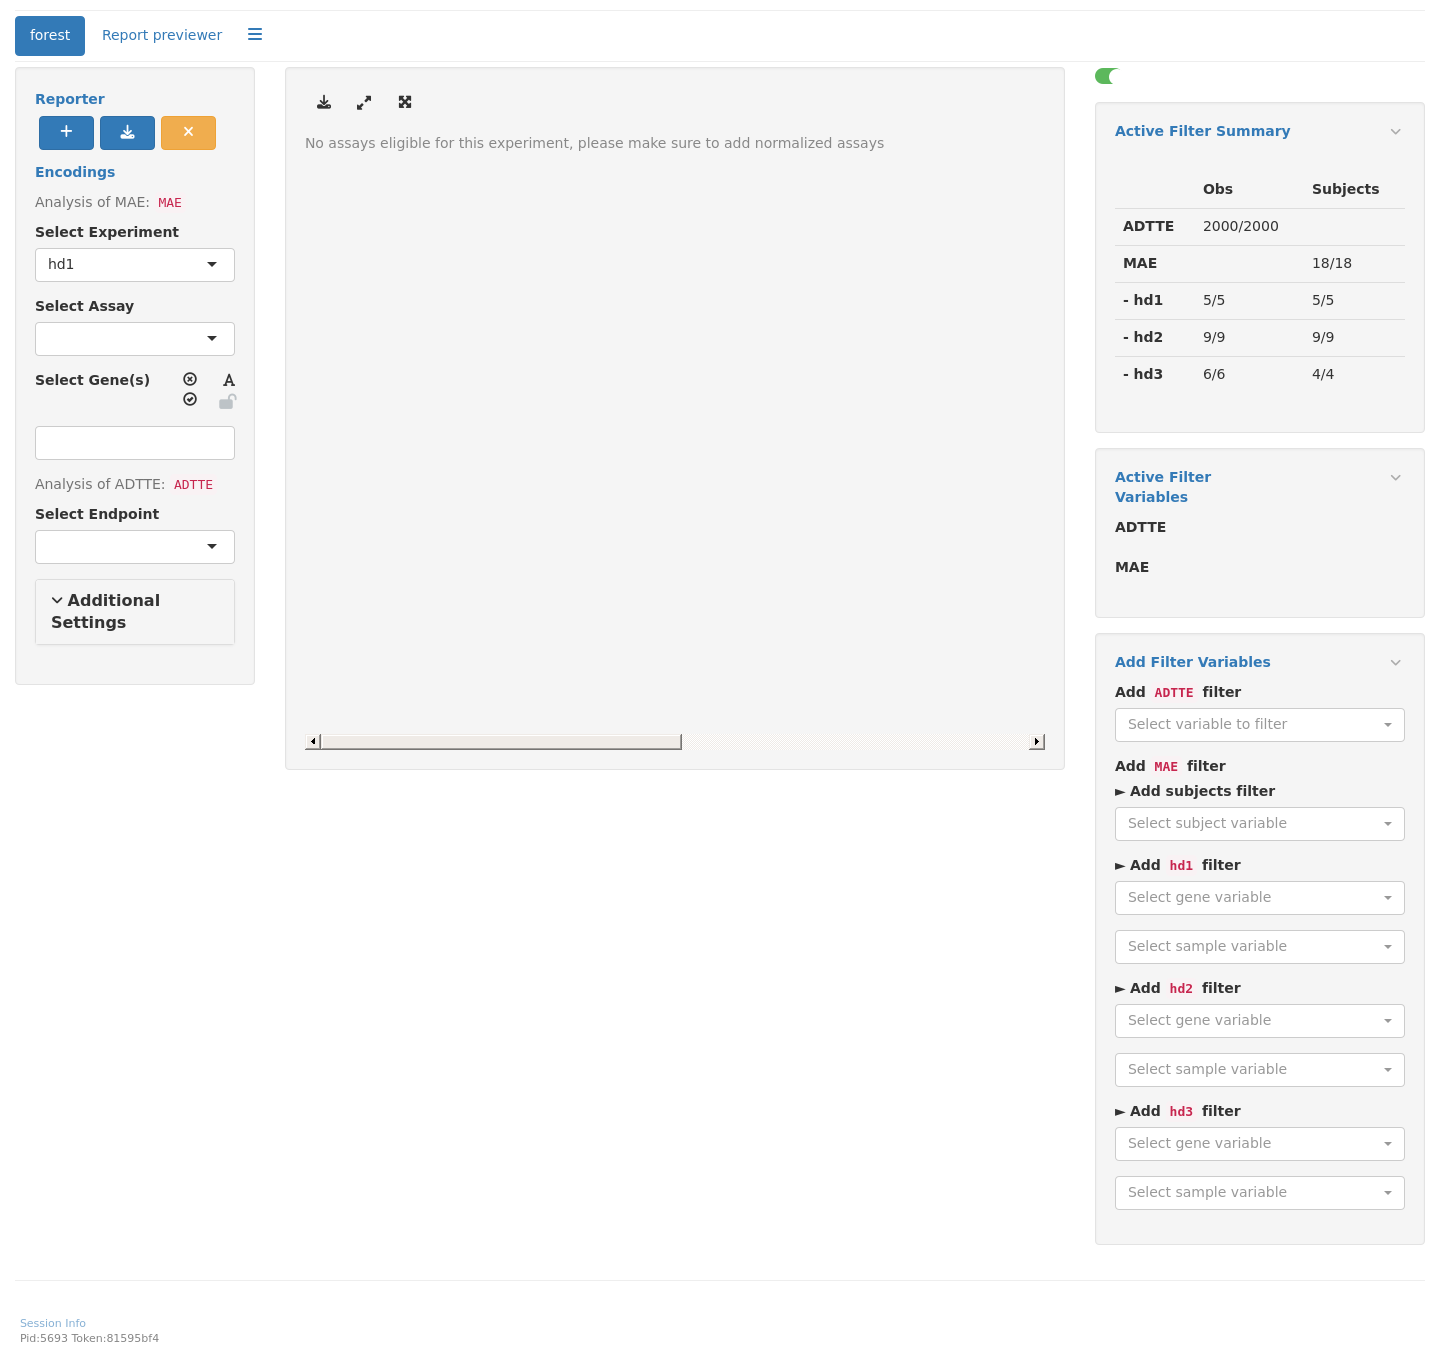 forest
Report previewer
Reporter
Encodings
Analysis of MAE: MAE
Select Experiment
hd1
Select Assay
Select Gene(s)
Analysis of ADTTE: ADTTE
Select Endpoint
Additional
Settings
No assays eligible for this experiment, please make sure to add normalized assays
Active Filter Summary
Obs Subjects
ADTTE 2000/2000
MAE 18/18
- hd1 5/5 5/5
- hd2 9/9 9/9
- hd3 6/6 4/4
Active Filter
Variables
ADTTE
MAE
Add Filter Variables
Add ADTTE filter
Select variable to filter
Add MAE filter
► Add subjects filter
Select subject variable
► Add hd1 filter
Select gene variable
Select sample variable
► Add hd2 filter
Select gene variable
Select sample variable
► Add hd3 filter
Select gene variable
Select sample variable
Session Info
Pid:5693 Token:81595bf4